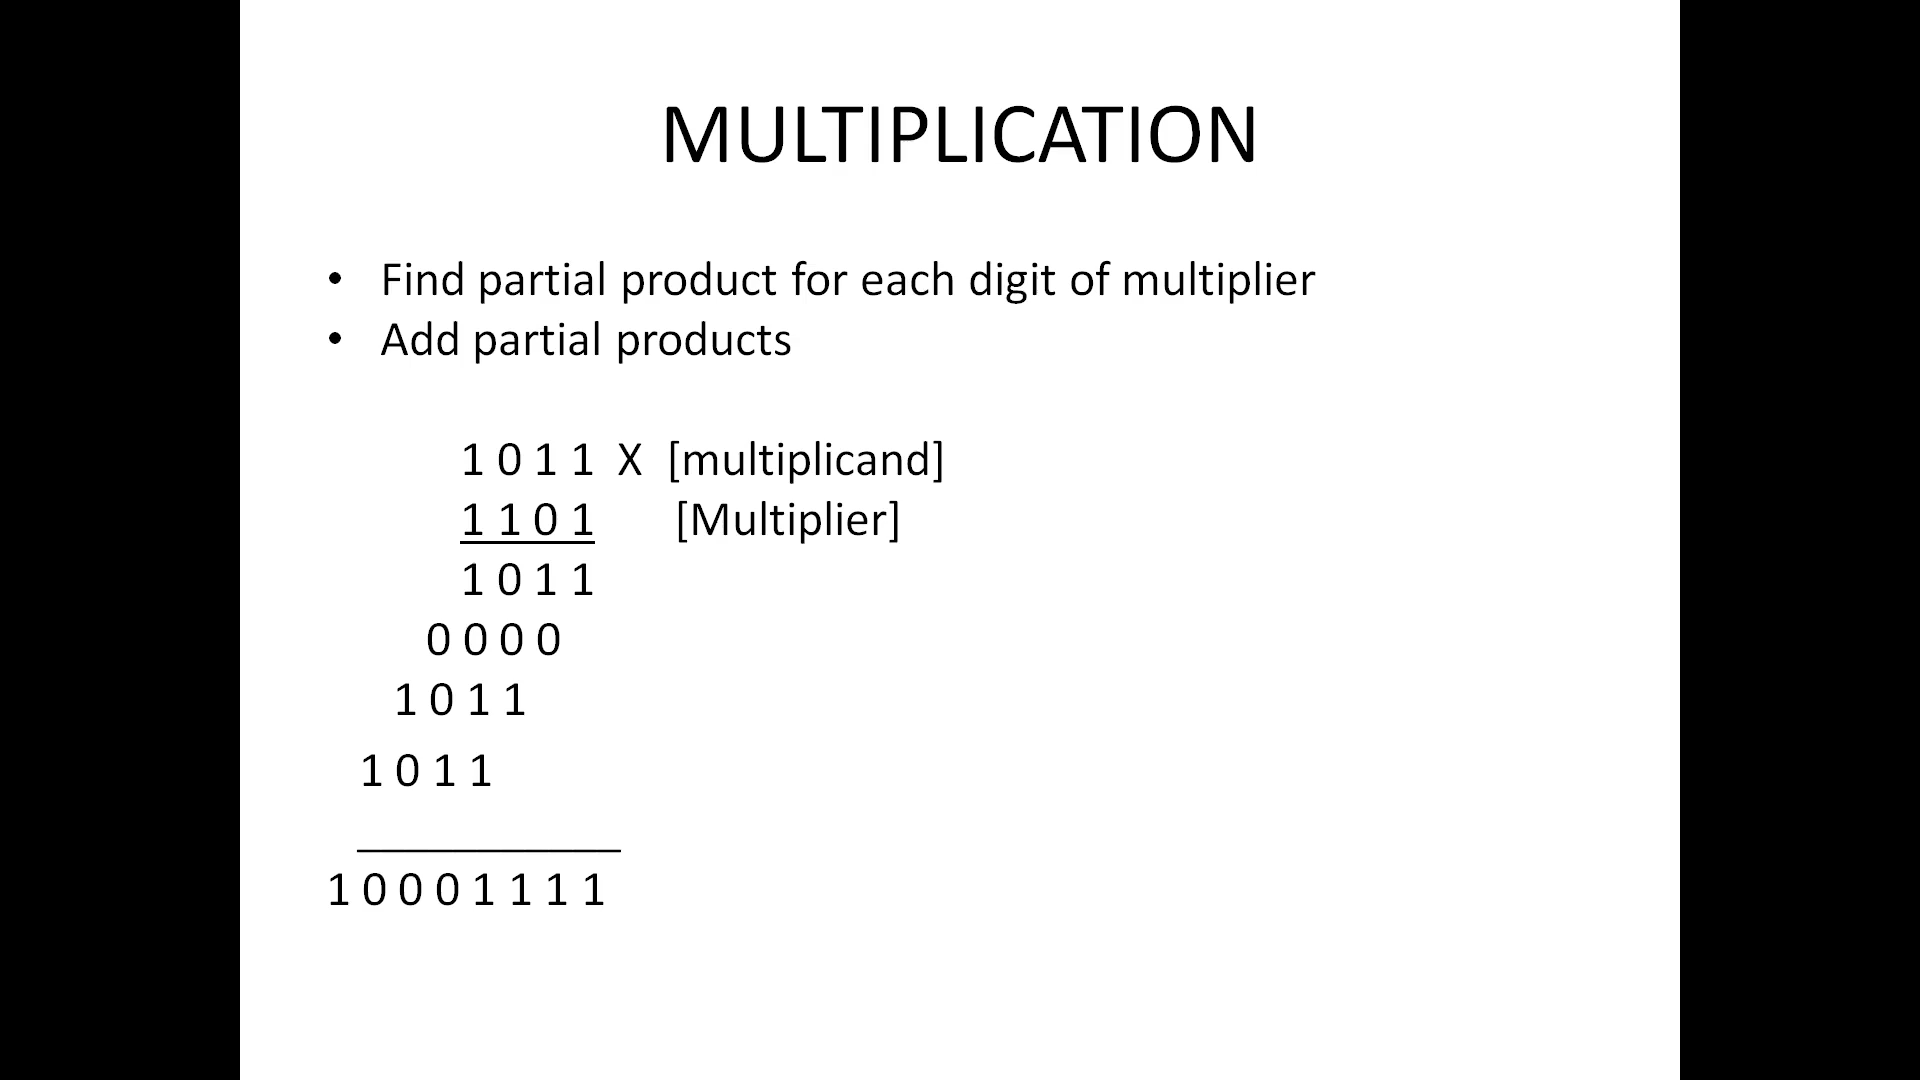 MULTIPLICATION
• Find partial product for each digit of multiplier
• Add partial products
1 0 1 1 X [multiplicand]
1 1 0 1 [Multiplier]
1 0 1 1
0 0 0 0
1 0 1 1
1 0 1 1
1 0 0 0 1 1 1 1